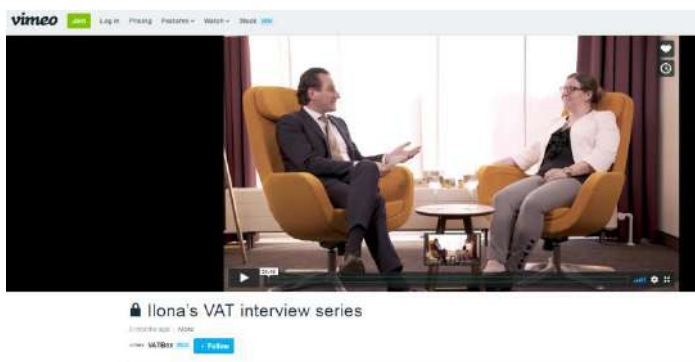 vimeo Join Log in Pricing Features Watch Stock
Ilona's VAT interview series
VATBox
+ Follow